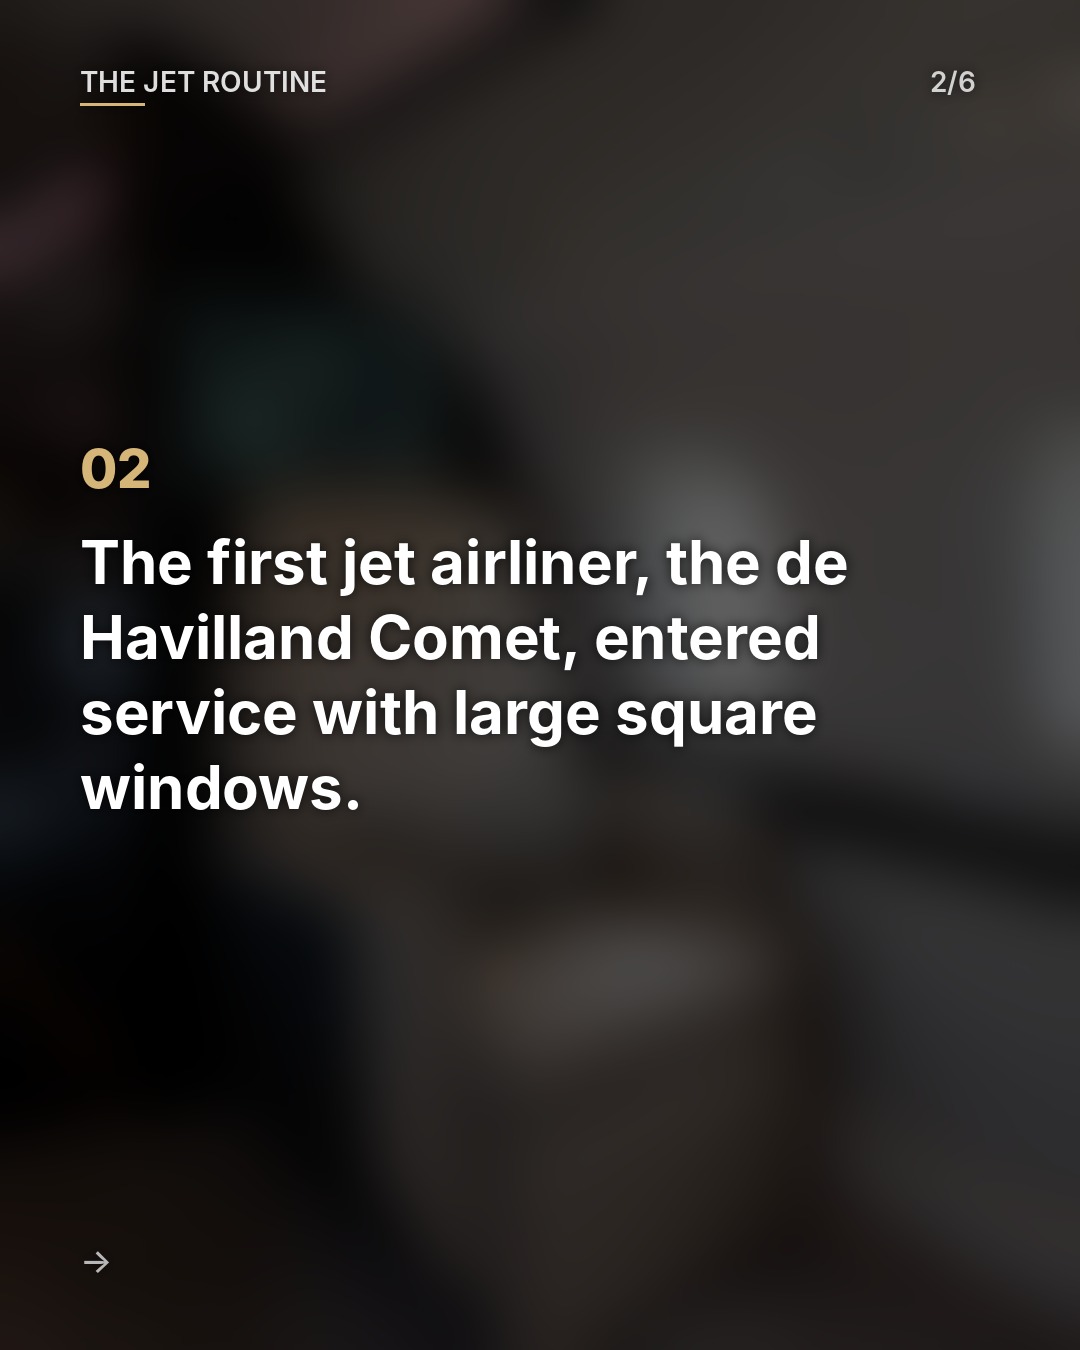 THE JET ROUTINE
2/6
02
The first jet airliner, the de
Havilland Comet, entered
service with large square
windows.
→